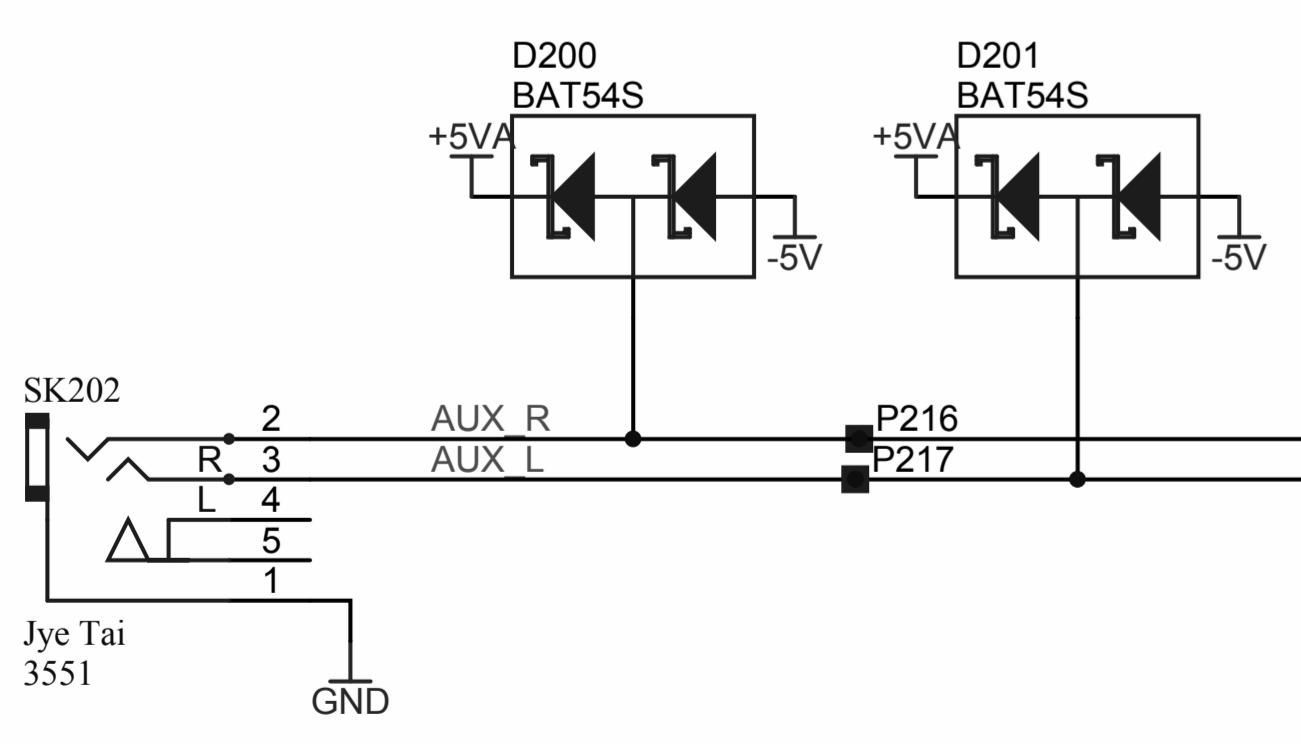 D200
BAT54S
+5VA
-5V
D201
BAT54S
+5VA
-5V
SK202
2
AUX_R
P216
R
3
AUX_L
P217
L
4
5
1
Jye Tai
3551
GND